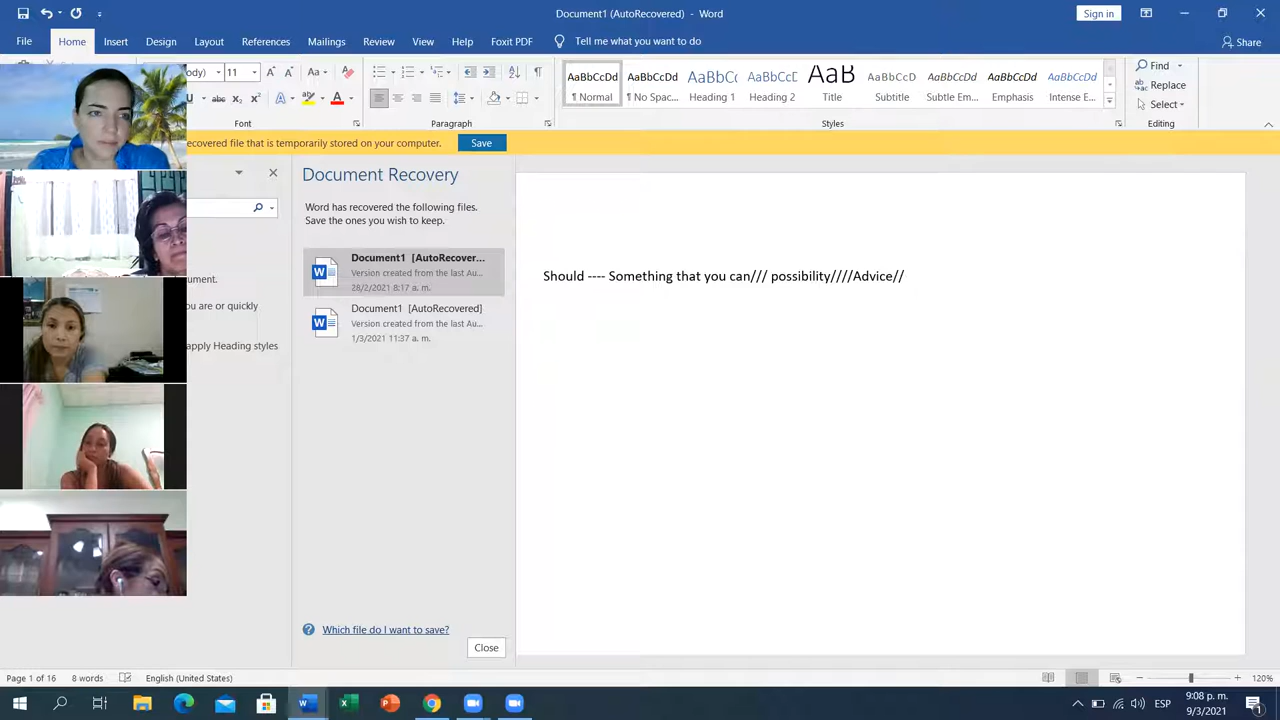 Document1 (AutoRecovered) - Word
Sign in
File Home Insert Design Layout References Mailings Review View Help Foxit PDF Tell me what you want to do
Share
11 Aa
AaBbCcDd AaBbCcDd AaBbCc AaBbCcD AaB AaBbCcDd AaBbCcDd AaBbCcDd AaBbCcDd
¶ Normal ¶ No Spac... Heading 1 Heading 2 Title Subtitle Subtle Em... Emphasis Intense E...
Find
Replace
Select
Font Paragraph Styles Editing
ecovered file that is temporarily stored on your computer. Save
Document Recovery
Word has recovered the following files.
Save the ones you wish to keep.
Document1 [AutoRecover...
Version created from the last Au...
28/2/2021 8:17 a. m.
Document1 [AutoRecovered]
Version created from the last Au...
1/3/2021 11:37 a. m.
ument.
ou are or quickly
apply Heading styles
Should ---- Something that you can/// possibility////Advice//
Which file do I want to save?
Close
Page 1 of 16 8 words English (United States) 120%
ESP
9:08 p. m.
9/3/2021